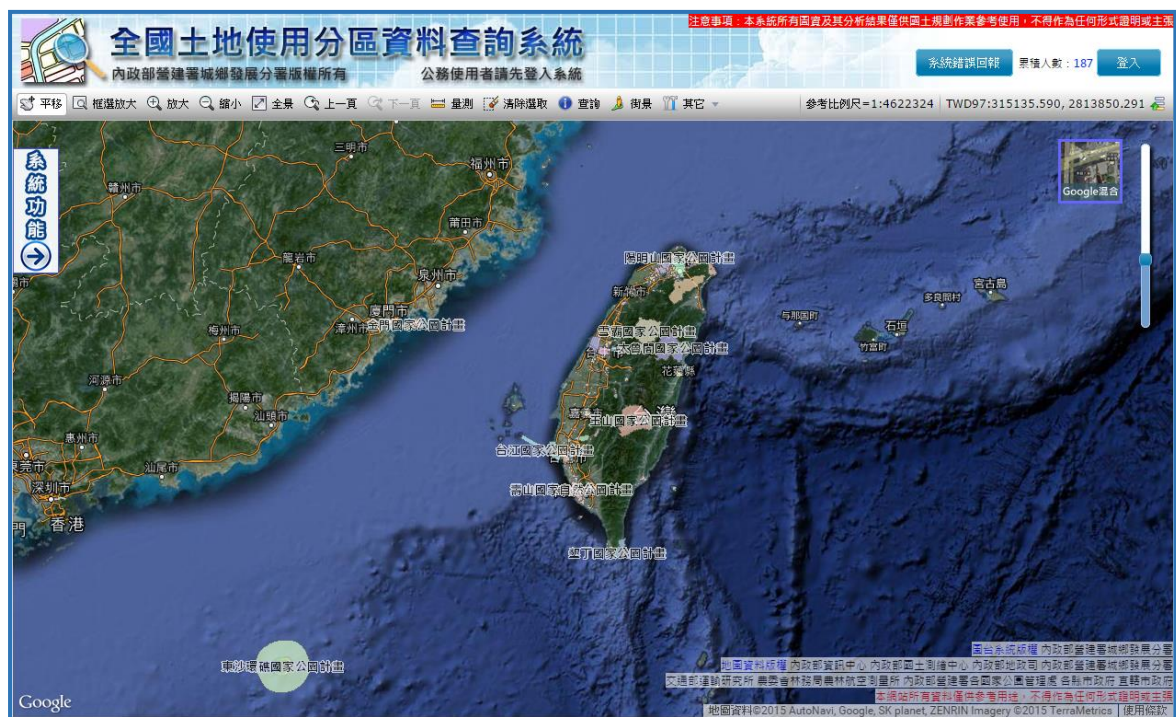 注意事項：本系統所有圖資及其分析結果僅供國土規劃作業參考使用，不得作為任何形式證明或主張
全國土地使用分區資料查詢系統
內政部營建署城鄉發展分署版權所有 公務使用者請先登入系統
系統錯誤回報 累積人數：187 登入
平移 框選放大 放大 縮小 全景 上一頁 下一頁 量測 清除選取 查詢 街景 其它 參考比例尺=1:4622324 TWD97:315135.590, 2813850.291
系統功能
Google混合
三明市
福州市
贛州市
莆田市
龍岩市
泉州市
陽明山國家公園計畫
新竹市
宮古島
多良間村
廈門市
漳州市
金門國家公園計畫
梅州市
与那国町
石垣
竹富町
雪霸國家公園計畫
太魯閣國家公園計畫
花蓮縣
河源市
揭陽市
汕頭市
玉山國家公園計畫
惠州市
台江國家公園計畫
汕尾市
東莞市
深圳市
壽山國家自然公園計畫
香港
墾丁國家公園計畫
東沙環礁國家公園計畫
圖台系統版權 內政部營建署城鄉發展分署
地圖資料版權 內政部資訊中心 內政部國土測繪中心 內政部地政司 內政部營建署城鄉發展分署
交通部運輸研究所 農委會林務局農林航空測量所 內政部營建署各國家公園管理處 各縣市政府 直轄市政府
本網站所有資料僅供參考用途，不得作為任何形式證明或主張
Google
地圖資料©2015 AutoNavi, Google, SK planet, ZENRIN Imagery ©2015 TerraMetrics 使用條款